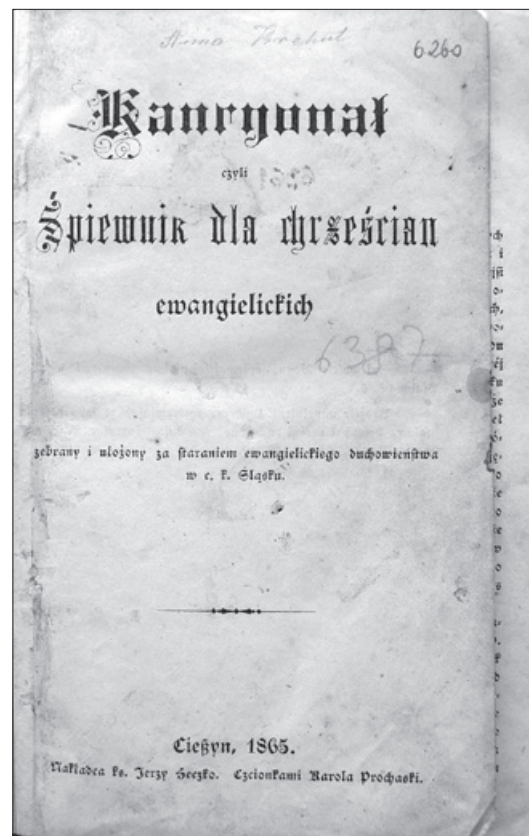 6260
Kancyonał
czyli
Śpiewnik dla chrześcian
ewangielickich
6387
zebrany i ułożony za staraniem ewangielickiego duchowieństwa
w c. k. Śląsku.
Cieszyn, 1865.
Nakładca ks. Jerzy Heczko. Czcionkami Karola Prochaski.